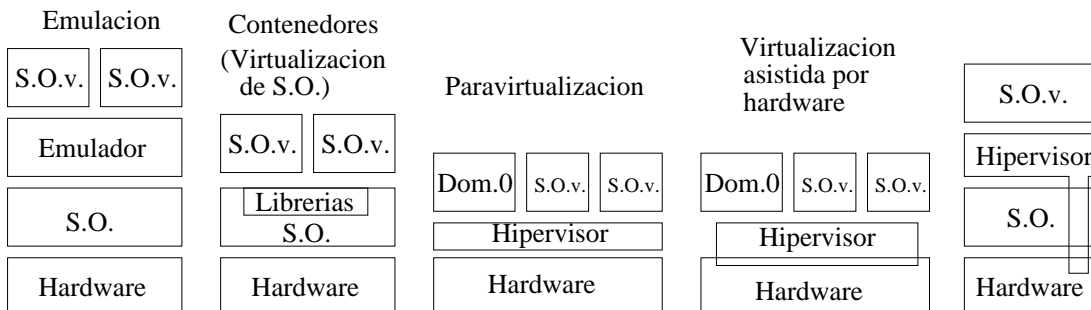 Emulacion
S.O.v. S.O.v.
Emulador
S.O.
Hardware
Contenedores
(Virtualizacion
de S.O.)
S.O.v. S.O.v.
Librerias
S.O.
Hardware
Paravirtualizacion
Dom.0 S.O.v. S.O.v.
Hipervisor
Hardware
Virtualizacion
asistida por
hardware
Dom.0 S.O.v. S.O.v.
Hipervisor
Hardware
S.O.v.
Hipervisor
S.O.
Hardware